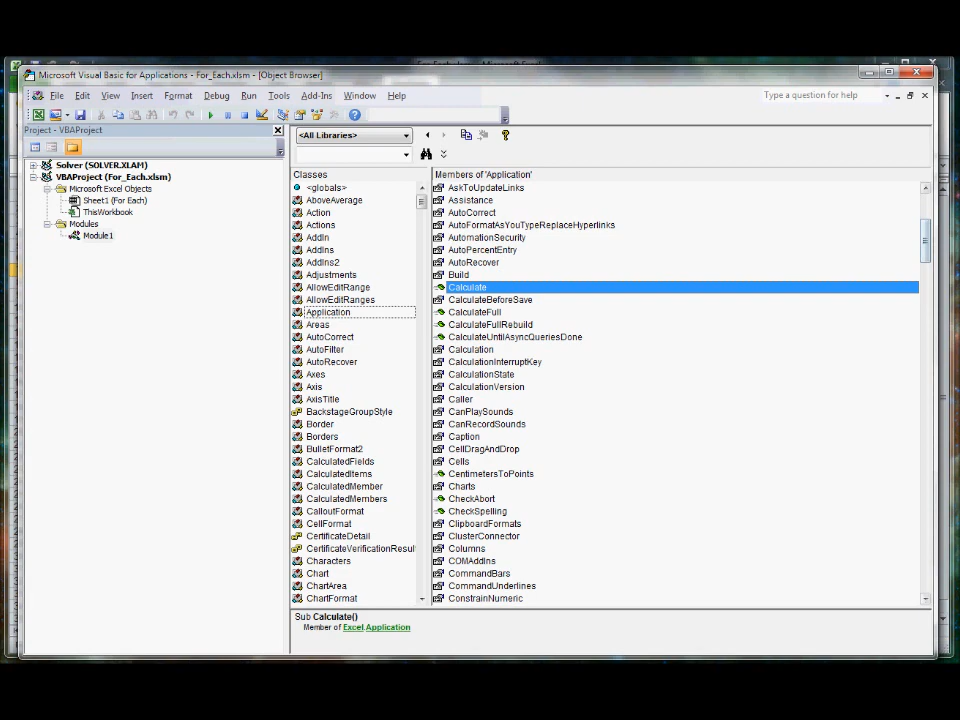 Microsoft Visual Basic for Applications - For_Each.xlsm - [Object Browser]
File Edit View Insert Format Debug Run Tools Add-Ins Window Help
Type a question for help
Project - VBAProject
Solver (SOLVER.XLAM)
VBAProject (For_Each.xlsm)
Microsoft Excel Objects
Sheet1 (For Each)
ThisWorkbook
Modules
Module1
<All Libraries>
Classes
<globals>
AboveAverage
Action
Actions
AddIn
AddIns
AddIns2
Adjustments
AllowEditRange
AllowEditRanges
Application
Areas
AutoCorrect
AutoFilter
AutoRecover
Axes
Axis
AxisTitle
BackstageGroupStyle
Border
Borders
BulletFormat2
CalculatedFields
CalculatedItems
CalculatedMember
CalculatedMembers
CalloutFormat
CellFormat
CertificateDetail
CertificateVerificationResul
Characters
Chart
ChartArea
ChartFormat
Members of 'Application'
AskToUpdateLinks
Assistance
AutoCorrect
AutoFormatAsYouTypeReplaceHyperlinks
AutomationSecurity
AutoPercentEntry
AutoRecover
Build
Calculate
CalculateBeforeSave
CalculateFull
CalculateFullRebuild
CalculateUntilAsyncQueriesDone
Calculation
CalculationInterruptKey
CalculationState
CalculationVersion
Caller
CanPlaySounds
CanRecordSounds
Caption
CellDragAndDrop
Cells
CentimetersToPoints
Charts
CheckAbort
CheckSpelling
ClipboardFormats
ClusterConnector
Columns
COMAddIns
CommandBars
CommandUnderlines
ConstrainNumeric
Sub Calculate()
Member of Excel.Application